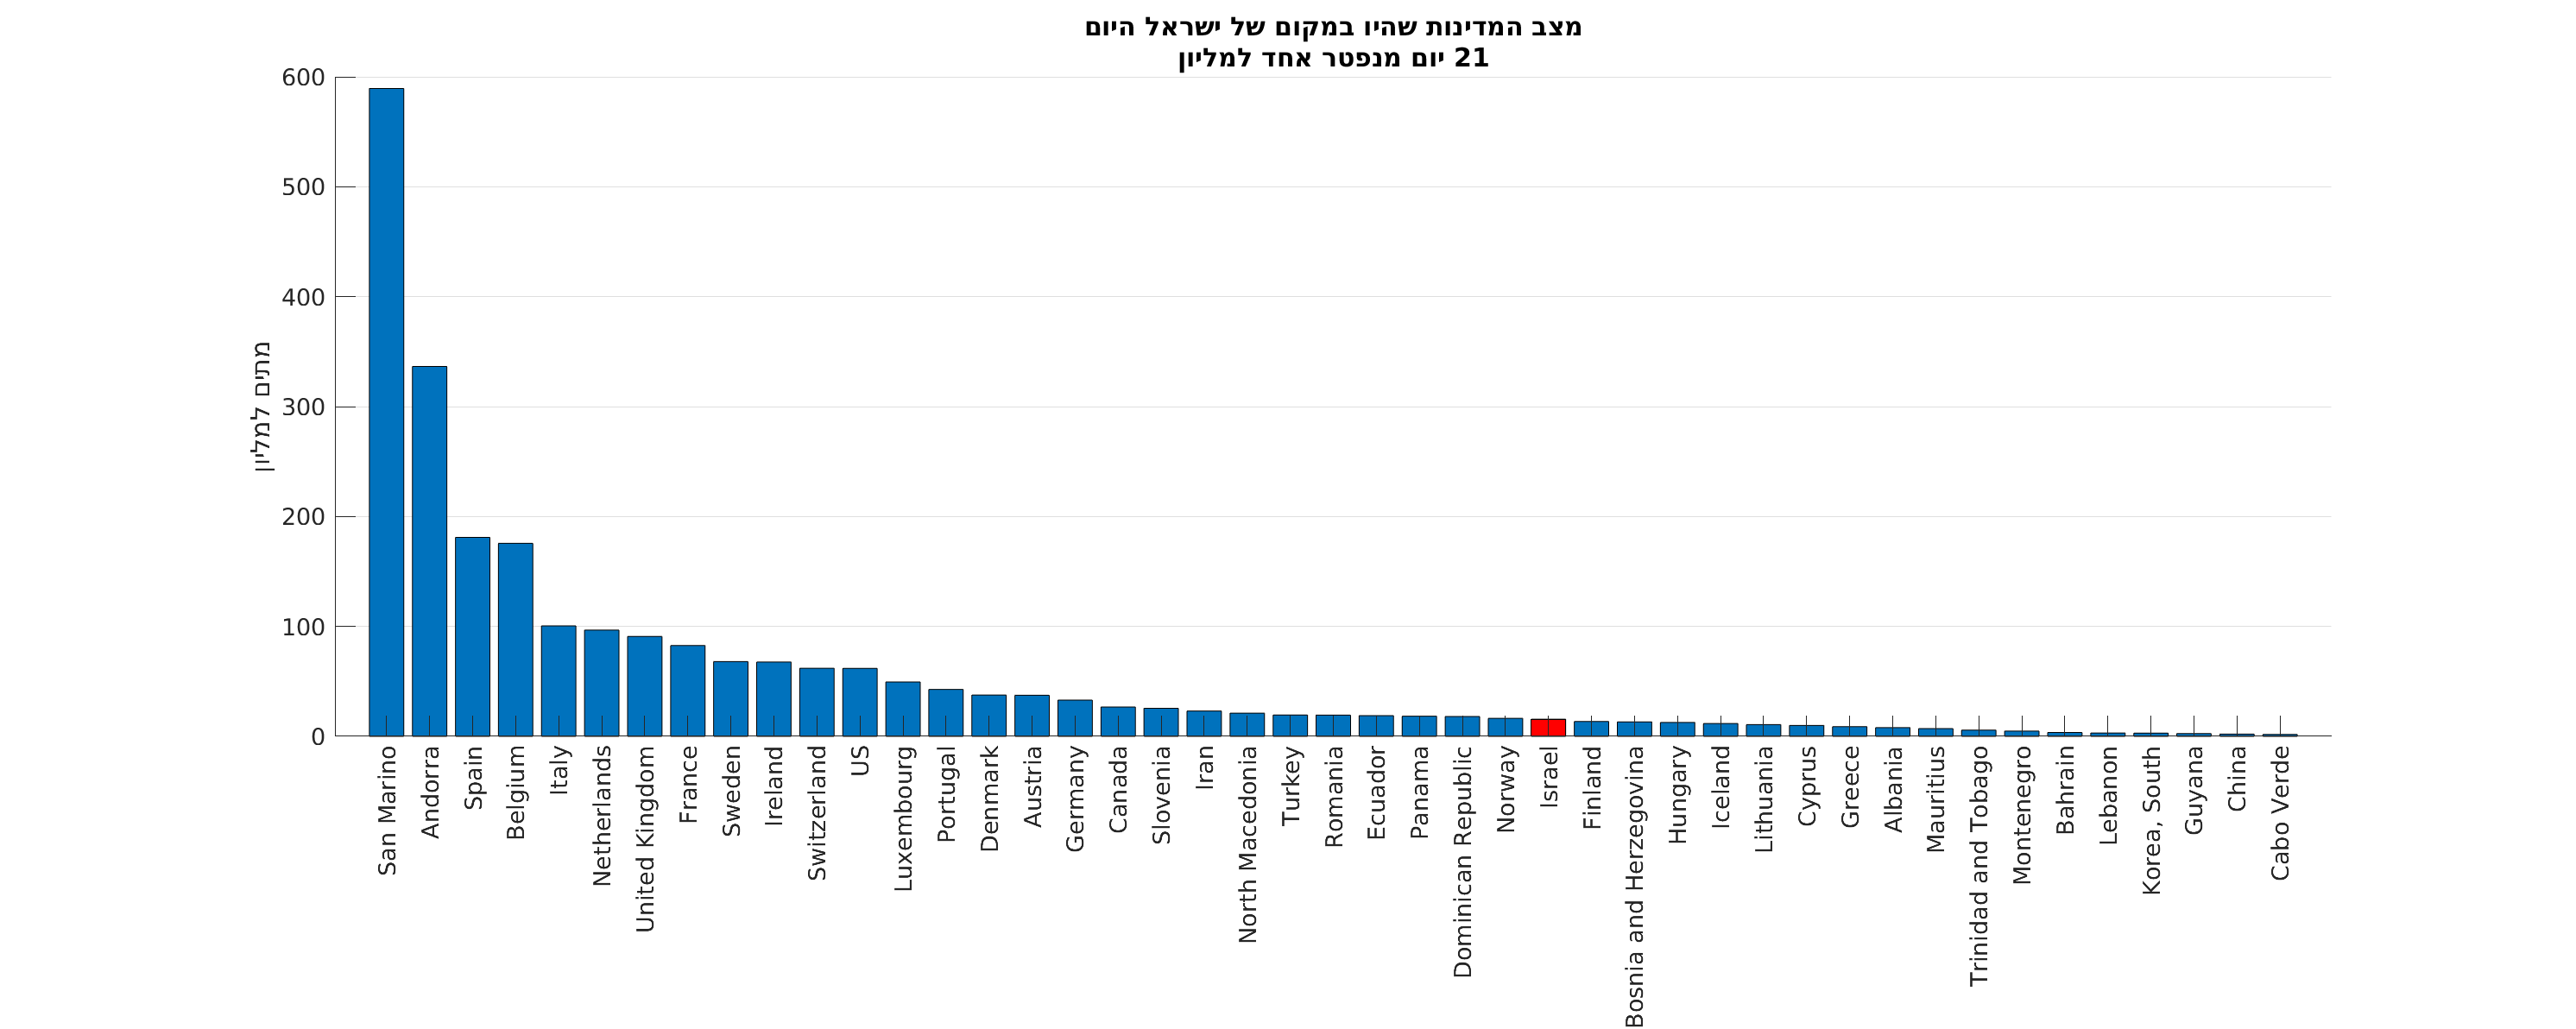 מצב המדינות שהיו במקום של ישראל היום
21 יום מנפטר אחד למליון
מתים למליון
600
500
400
300
200
100
0
San Marino
Andorra
Spain
Belgium
Italy
Netherlands
United Kingdom
France
Sweden
Ireland
Switzerland
US
Luxembourg
Portugal
Denmark
Austria
Germany
Canada
Slovenia
Iran
North Macedonia
Turkey
Romania
Ecuador
Panama
Dominican Republic
Norway
Israel
Finland
Bosnia and Herzegovina
Hungary
Iceland
Lithuania
Cyprus
Greece
Albania
Mauritius
Trinidad and Tobago
Montenegro
Bahrain
Lebanon
Korea, South
Guyana
China
Cabo Verde